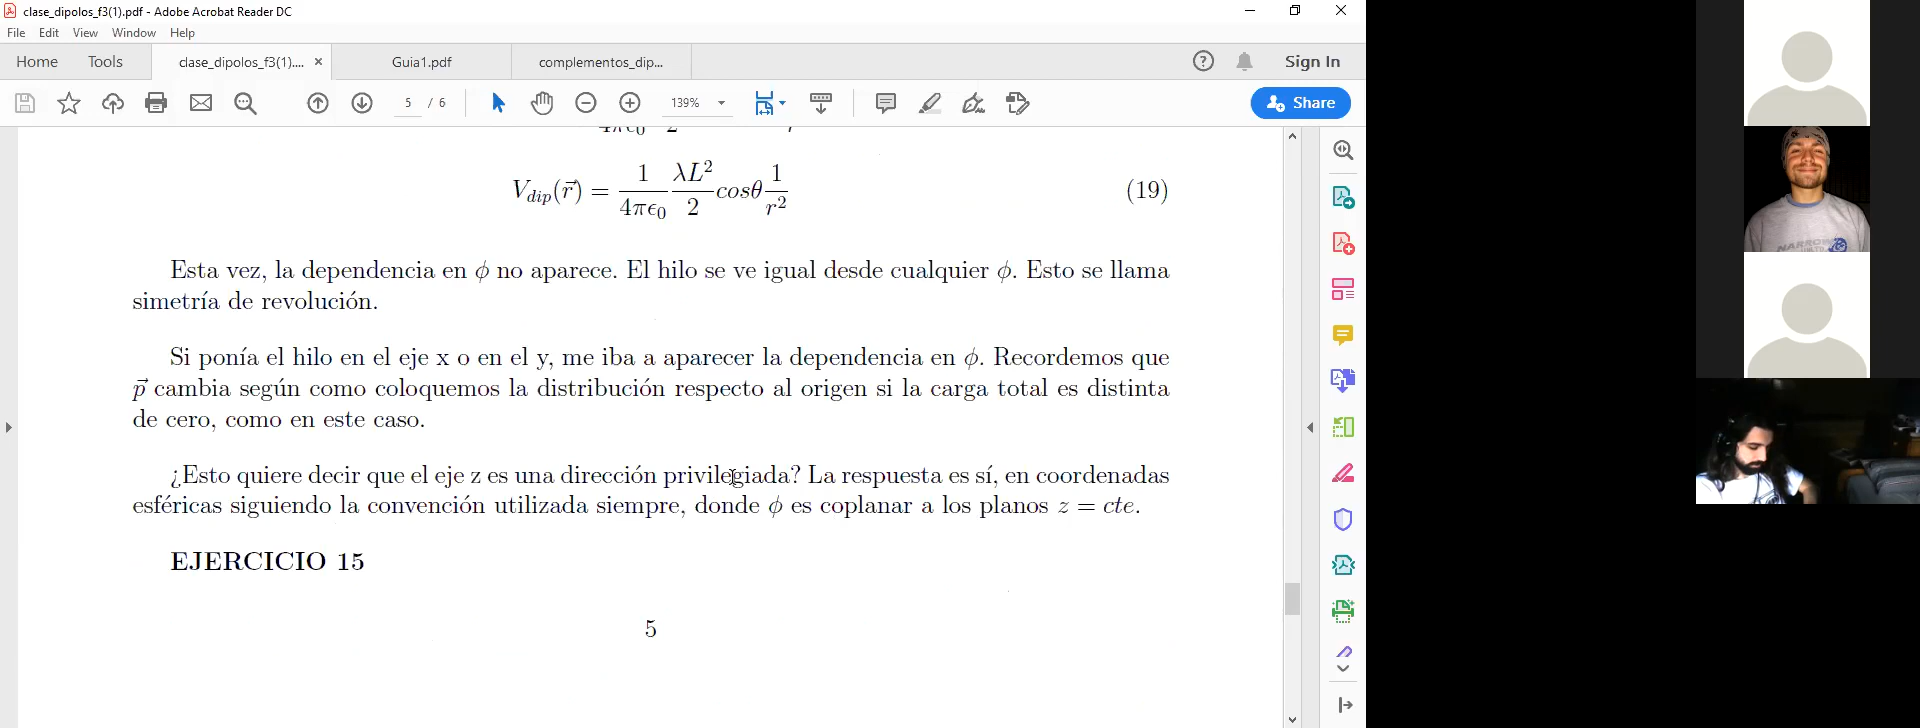 clase_dipolos_f3(1).pdf - Adobe Acrobat Reader DC
File Edit View Window Help
Home Tools clase_dipolos_f3(1).... × Guia1.pdf complementos_dip... Sign In
5 / 6 139% Share
4πϵ₀ 2 r
V_dip(r⃗) = 1/(4πϵ₀) λL²/2 cosθ 1/r² (19)
Esta vez, la dependencia en ϕ no aparece. El hilo se ve igual desde cualquier ϕ. Esto se llama
simetría de revolución.
Si ponía el hilo en el eje x o en el y, me iba a aparecer la dependencia en ϕ. Recordemos que
p⃗ cambia según como coloquemos la distribución respecto al origen si la carga total es distinta
de cero, como en este caso.
¿Esto quiere decir que el eje z es una dirección privilegiada? La respuesta es sí, en coordenadas
esféricas siguiendo la convención utilizada siempre, donde ϕ es coplanar a los planos z = cte.
EJERCICIO 15
5
NARROW